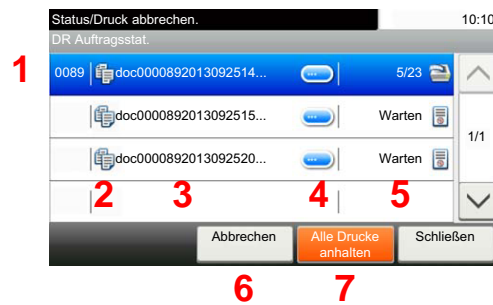 Status/Druck abbrechen. 10:10
DR Auftragsstat.
1 0089 doc0000892013092514... 5/23
doc0000892013092515... Warten
1/1
doc0000892013092520... Warten
2 3 4 5
Abbrechen Alle Drucke anhalten Schließen
6 7